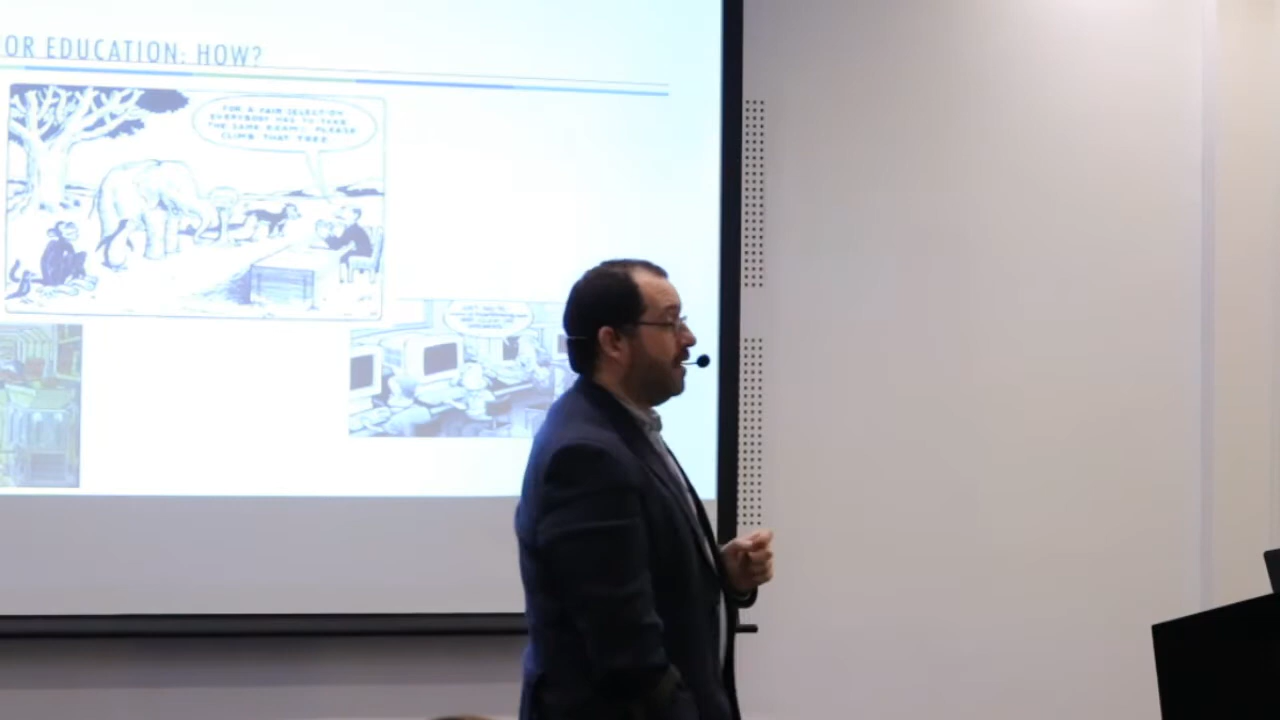 OR EDUCATION: HOW?
FOR A FAIR SELECTION
EVERYBODY HAS TO TAKE
THE SAME EXAM: PLEASE
CLIMB THAT TREE